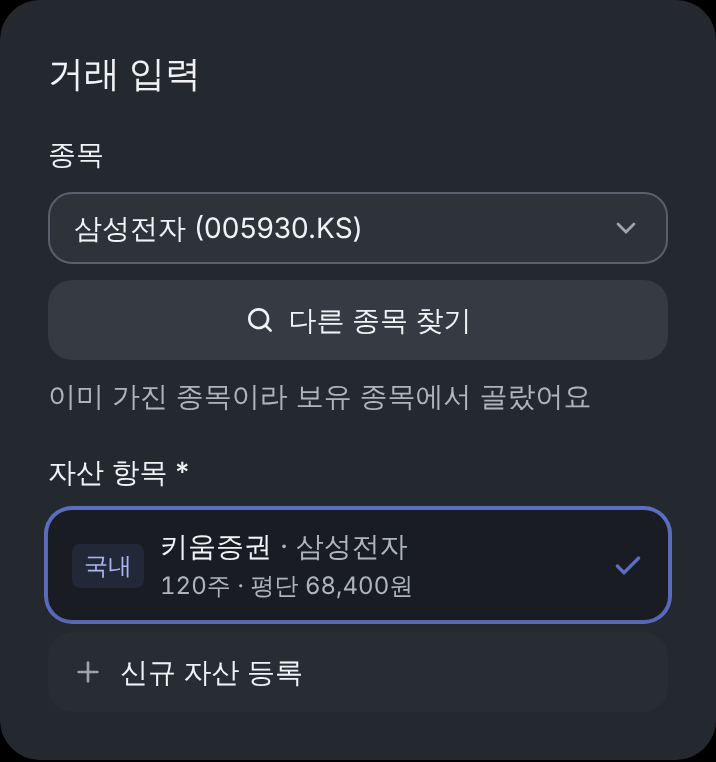 거래 입력
종목
삼성전자 (005930.KS)
다른 종목 찾기
이미 가진 종목이라 보유 종목에서 골랐어요
자산 항목 *
국내
키움증권 · 삼성전자
120주 · 평단 68,400원
신규 자산 등록